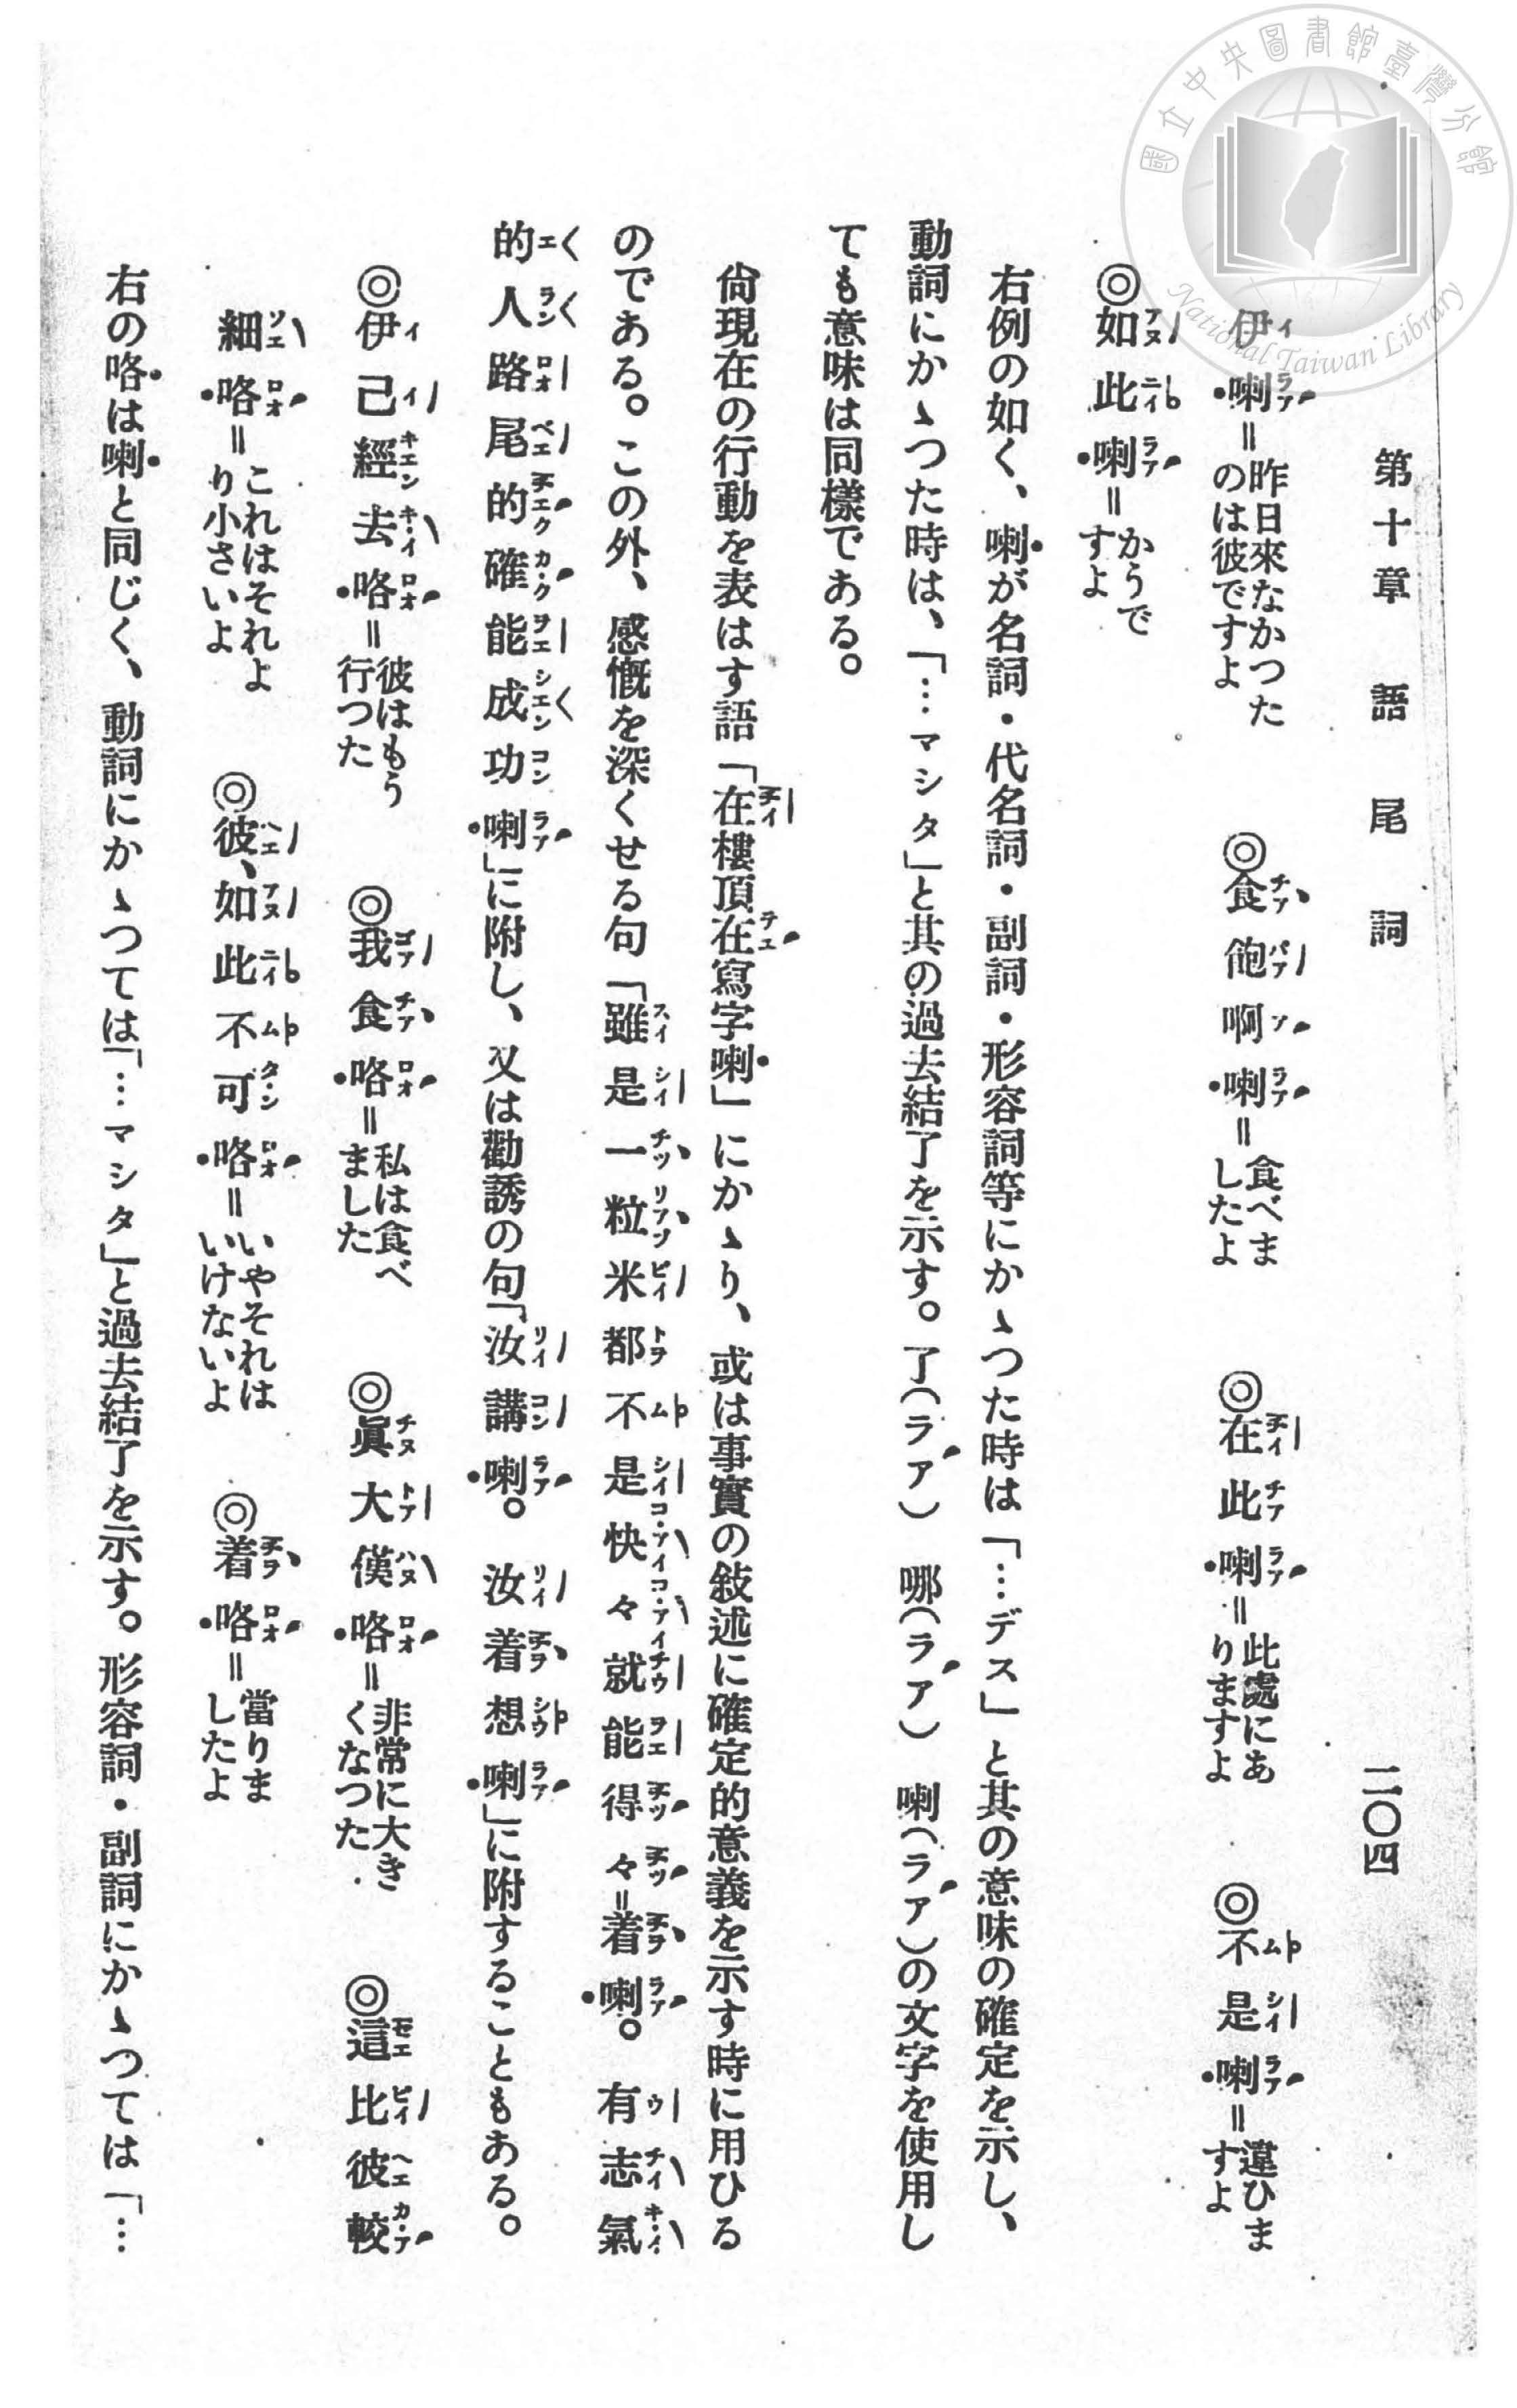 國立中央圖書館臺灣分館
National Taiwan Library
第十章 語尾詞 二〇四
伊喇=昨日來なかつたのは彼ですよ ◎食飽啊喇=食べましたよ ◎在此喇=此處にありますよ ◎不是喇=違ひますよ
◎如此喇=かうですよ
右例の如く、喇が名詞・代名詞・副詞・形容詞等にかゝつた時は「…デス」と其の意味の確定を示し、
動詞にかゝつた時は、「…マシタ」と其の過去結了を示す。了(ラァ) 哪(ラァ) 喇(ラァ)の文字を使用し
ても意味は同樣である。
尙現在の行動を表はす語「在樓頂在寫字喇」にかゝり、或は事實の敍述に確定的意義を示す時に用ひる
のである。この外、感慨を深くせる句「雖是一粒米都不是快々就能得々=着喇。有志氣
的人路尾的確能成功喇」に附し、又は勸誘の句「汝講喇。汝着想喇」に附することもある。
◎伊己經去咯=彼はもう行つた ◎我食咯=私は食べました ◎眞大漢咯=非常に大きくなつた ◎這比彼較
細咯=これはそれより小さいよ ◎彼、如此不可咯=いやそれはいけないよ ◎着咯=當りましたよ
右の咯は喇と同じく、動詞にかゝつては「…マシタ」と過去結了を示す。形容詞・副詞にかゝつては「…